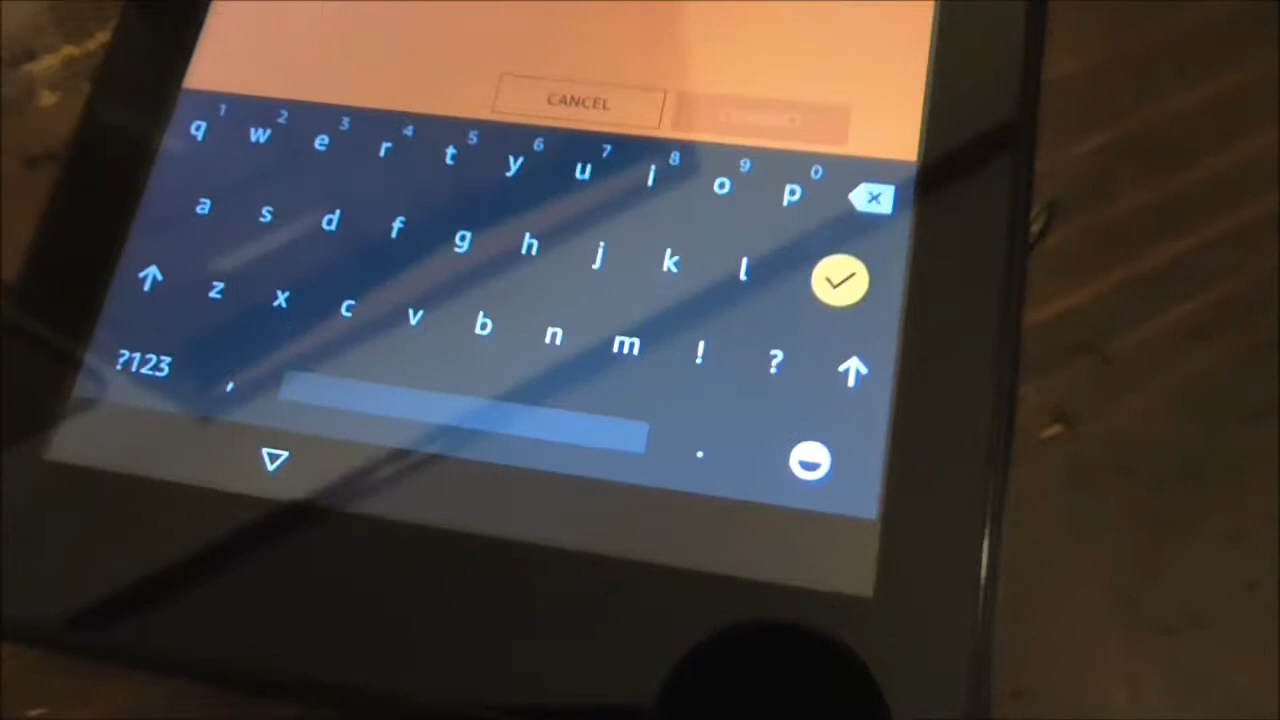 CANCEL
1 2 3 4 5 6 7 8 9 0
q w e r t y u i o p
a s d f g h j k l
z x c v b n m ! ?
?123 , .